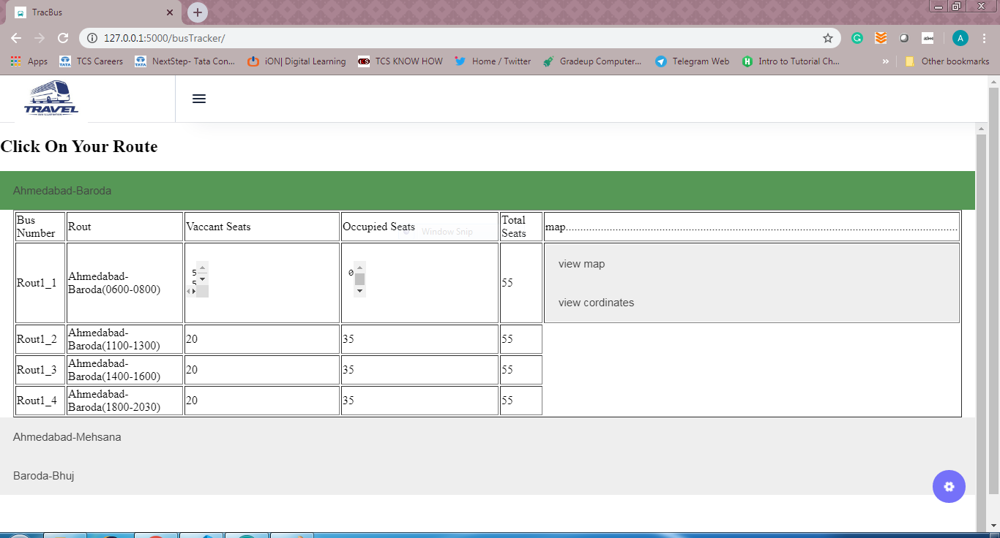 TracBus
127.0.0.1:5000/busTracker/
A
Apps
TCS Careers
NextStep- Tata Con...
iON| Digital Learning
TCS KNOW HOW
Home / Twitter
Gradeup Computer...
Telegram Web
Intro to Tutorial Ch...
»
Other bookmarks
TRAVEL
BUS ILLUSTRATION
Click On Your Route
Ahmedabad-Baroda
Bus
Number
Rout
Vaccant Seats
Occupied Seats
Total
Seats
map
Window Snip
Rout1_1
Ahmedabad-
Baroda(0600-0800)
5
5
0
55
view map
view cordinates
Rout1_2
Ahmedabad-
Baroda(1100-1300)
20
35
55
Rout1_3
Ahmedabad-
Baroda(1400-1600)
20
35
55
Rout1_4
Ahmedabad-
Baroda(1800-2030)
20
35
55
Ahmedabad-Mehsana
Baroda-Bhuj